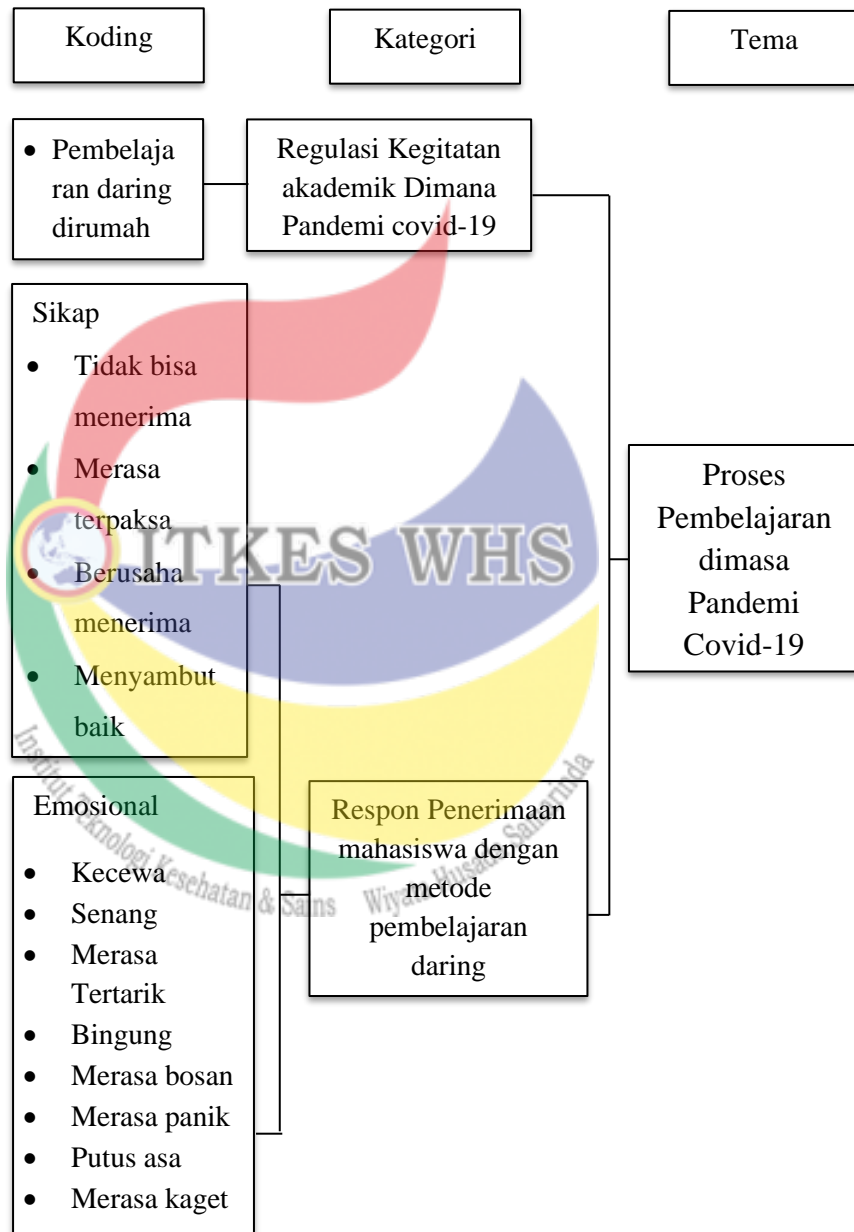 Koding
Kategori
Tema
• Pembelaja
ran daring
dirumah
Regulasi Kegitatan
akademik Dimana
Pandemi covid-19
Sikap
• Tidak bisa
menerima
• Merasa
terpaksa
• Berusaha
menerima
• Menyambut
baik
Emosional
• Kecewa
• Senang
• Merasa
Tertarik
• Bingung
• Merasa bosan
• Merasa panik
• Putus asa
• Merasa kaget
Respon Penerimaan
mahasiswa dengan
metode
pembelajaran
daring
Proses
Pembelajaran
dimasa
Pandemi
Covid-19
ITKES WHS
Institut Teknologi Kesehatan & Sains Wiyata Husada Samarinda